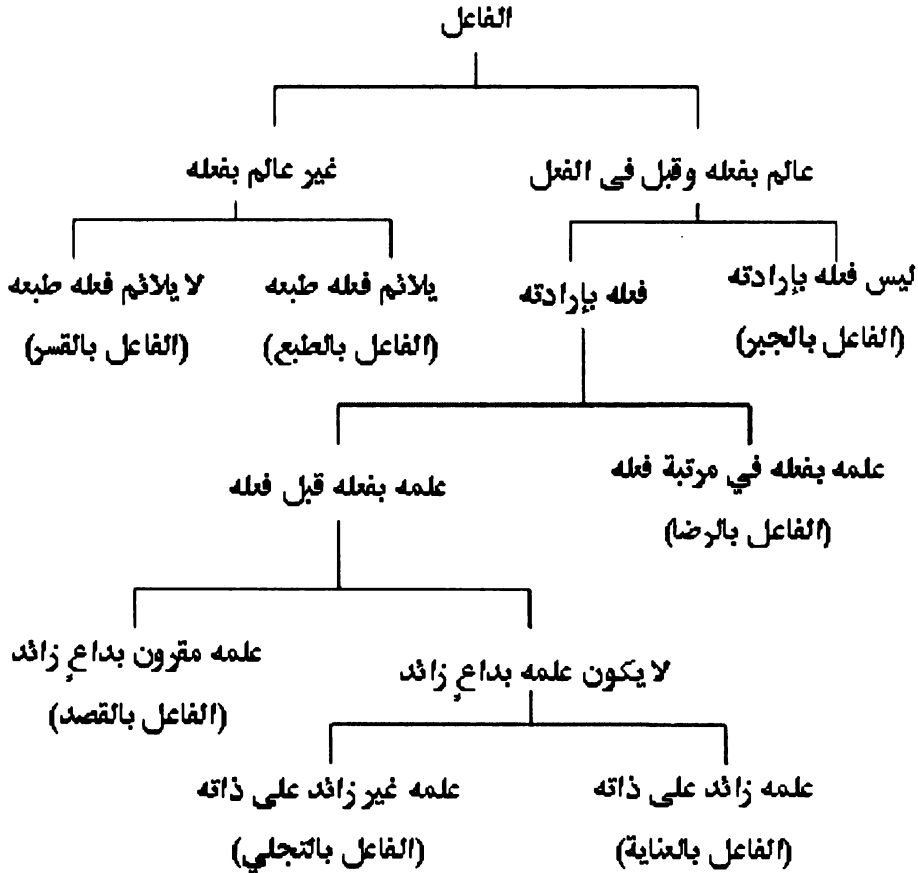 الفاعل
عالم بفعله وقبل في الفعل
غير عالم بفعله
ليس فعله بإرادته
(الفاعل بالجبر)
فعله بإرادته
يلائم فعله طبعه
(الفاعل بالطبع)
لا يلائم فعله طبعه
(الفاعل بالقسر)
علمه بفعله في مرتبة فعله
(الفاعل بالرضا)
علمه بفعله قبل فعله
لا يكون علمه بداعٍ زائد
علمه مقرون بداعٍ زائد
(الفاعل بالقصد)
علمه زائد على ذاته
(الفاعل بالعناية)
علمه غير زائد على ذاته
(الفاعل بالتجلي)